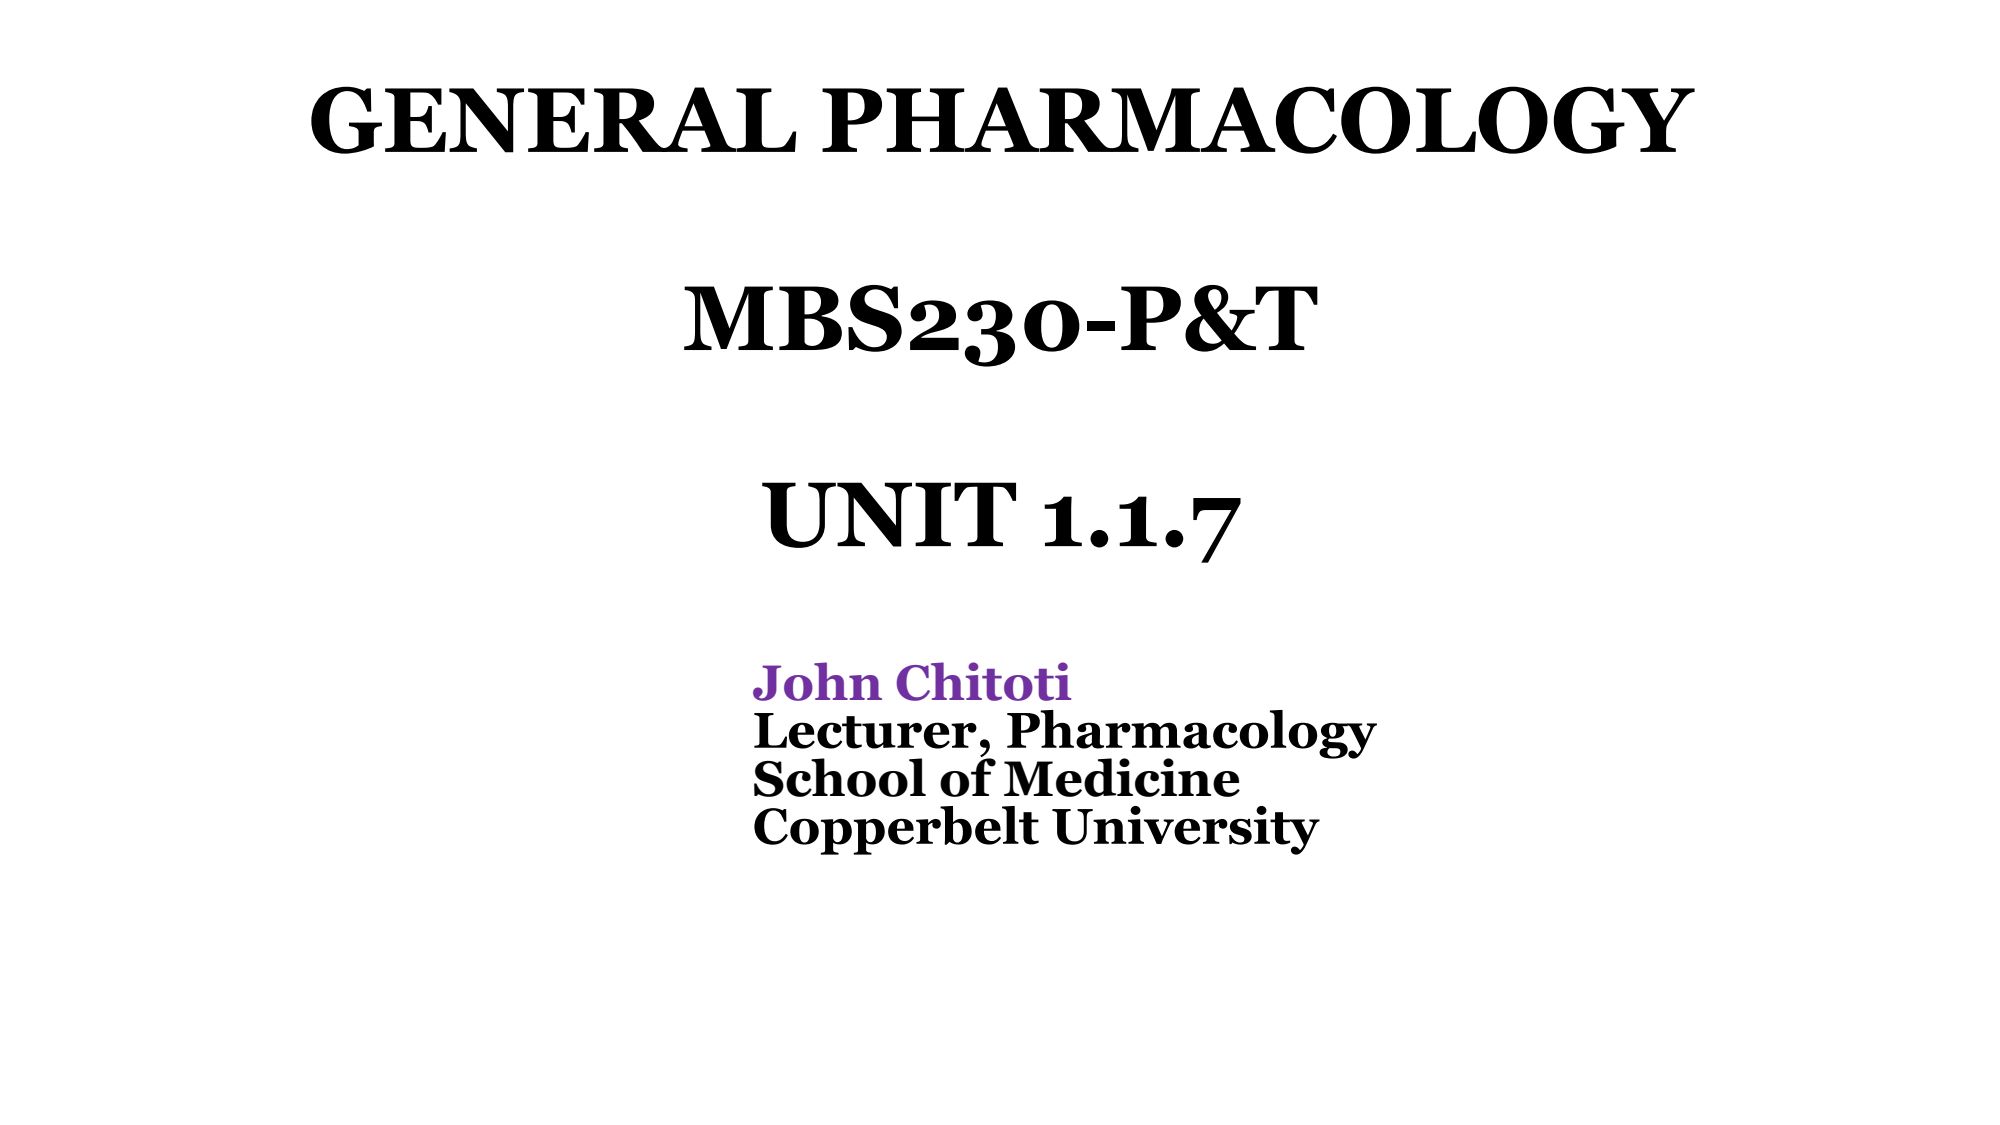 GENERAL PHARMACOLOGY
MBS230-P&T
UNIT 1.1.7
John Chitoti
Lecturer, Pharmacology
School of Medicine
Copperbelt University